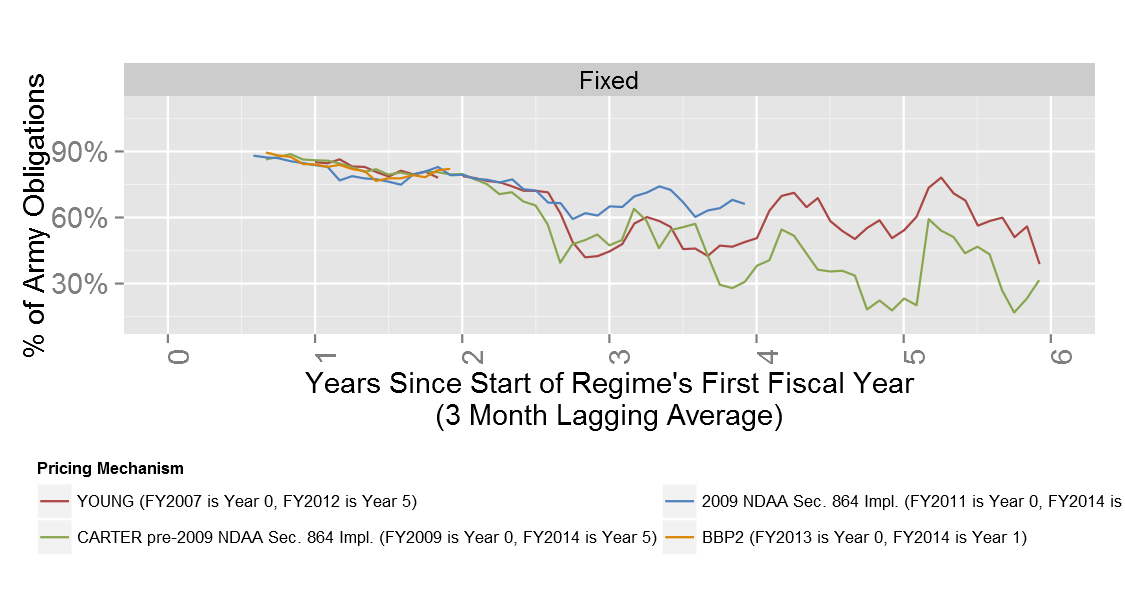 Fixed
% of Army Obligations
90%
60%
30%
0 1 2 3 4 5 6
Years Since Start of Regime's First Fiscal Year
(3 Month Lagging Average)
Pricing Mechanism
YOUNG (FY2007 is Year 0, FY2012 is Year 5)
2009 NDAA Sec. 864 Impl. (FY2011 is Year 0, FY2014 is
CARTER pre-2009 NDAA Sec. 864 Impl. (FY2009 is Year 0, FY2014 is Year 5)
BBP2 (FY2013 is Year 0, FY2014 is Year 1)